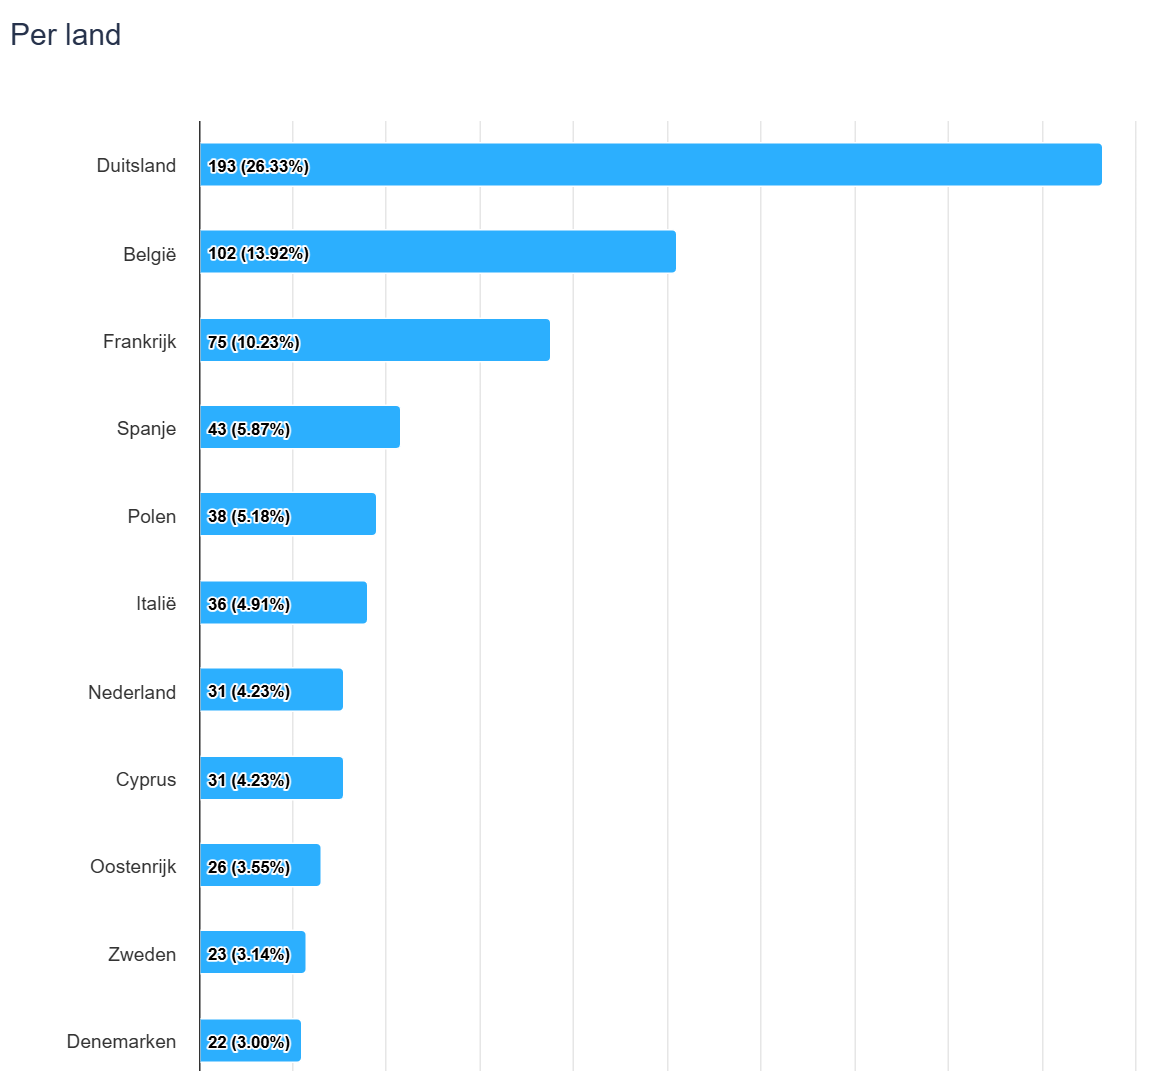 Per land
Duitsland 193 (26.33%)
België 102 (13.92%)
Frankrijk 75 (10.23%)
Spanje 43 (5.87%)
Polen 38 (5.18%)
Italië 36 (4.91%)
Nederland 31 (4.23%)
Cyprus 31 (4.23%)
Oostenrijk 26 (3.55%)
Zweden 23 (3.14%)
Denemarken 22 (3.00%)